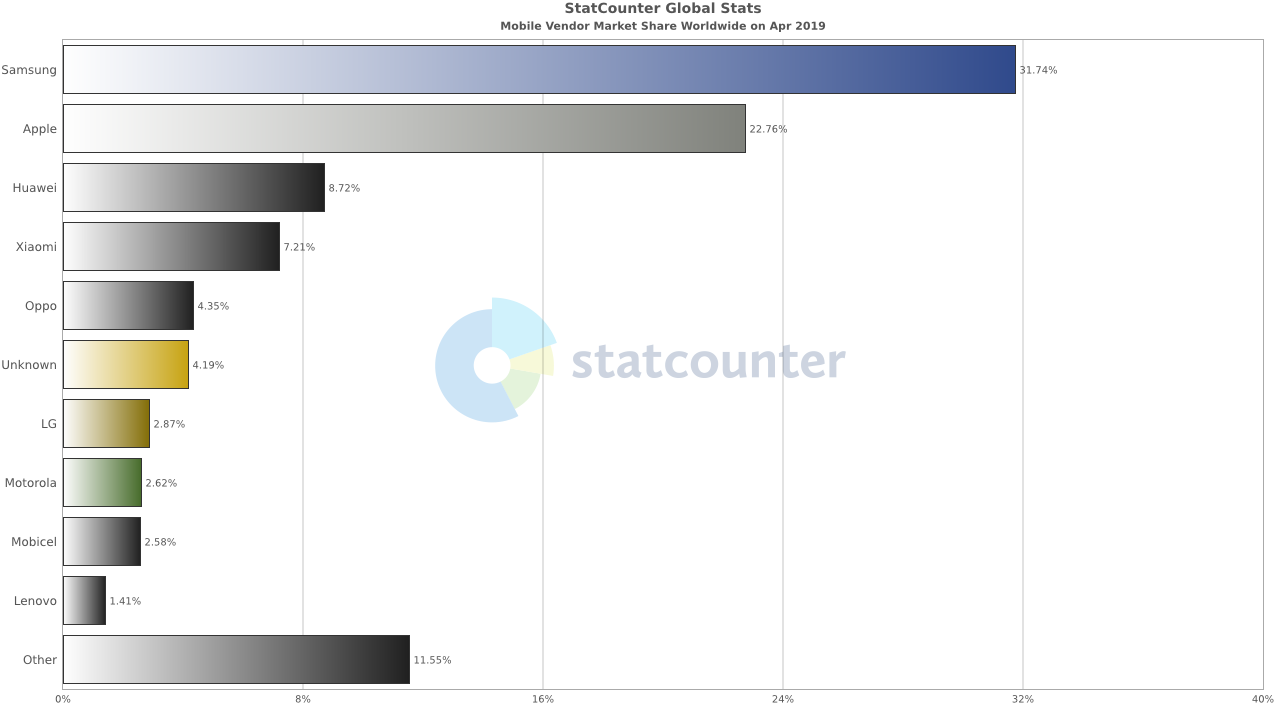 StatCounter Global Stats
Mobile Vendor Market Share Worldwide on Apr 2019
Samsung 31.74%
Apple 22.76%
Huawei 8.72%
Xiaomi 7.21%
Oppo 4.35%
statcounter
Unknown 4.19%
LG 2.87%
Motorola 2.62%
Mobicel 2.58%
Lenovo 1.41%
Other 11.55%
0% 8% 16% 24% 32% 40%